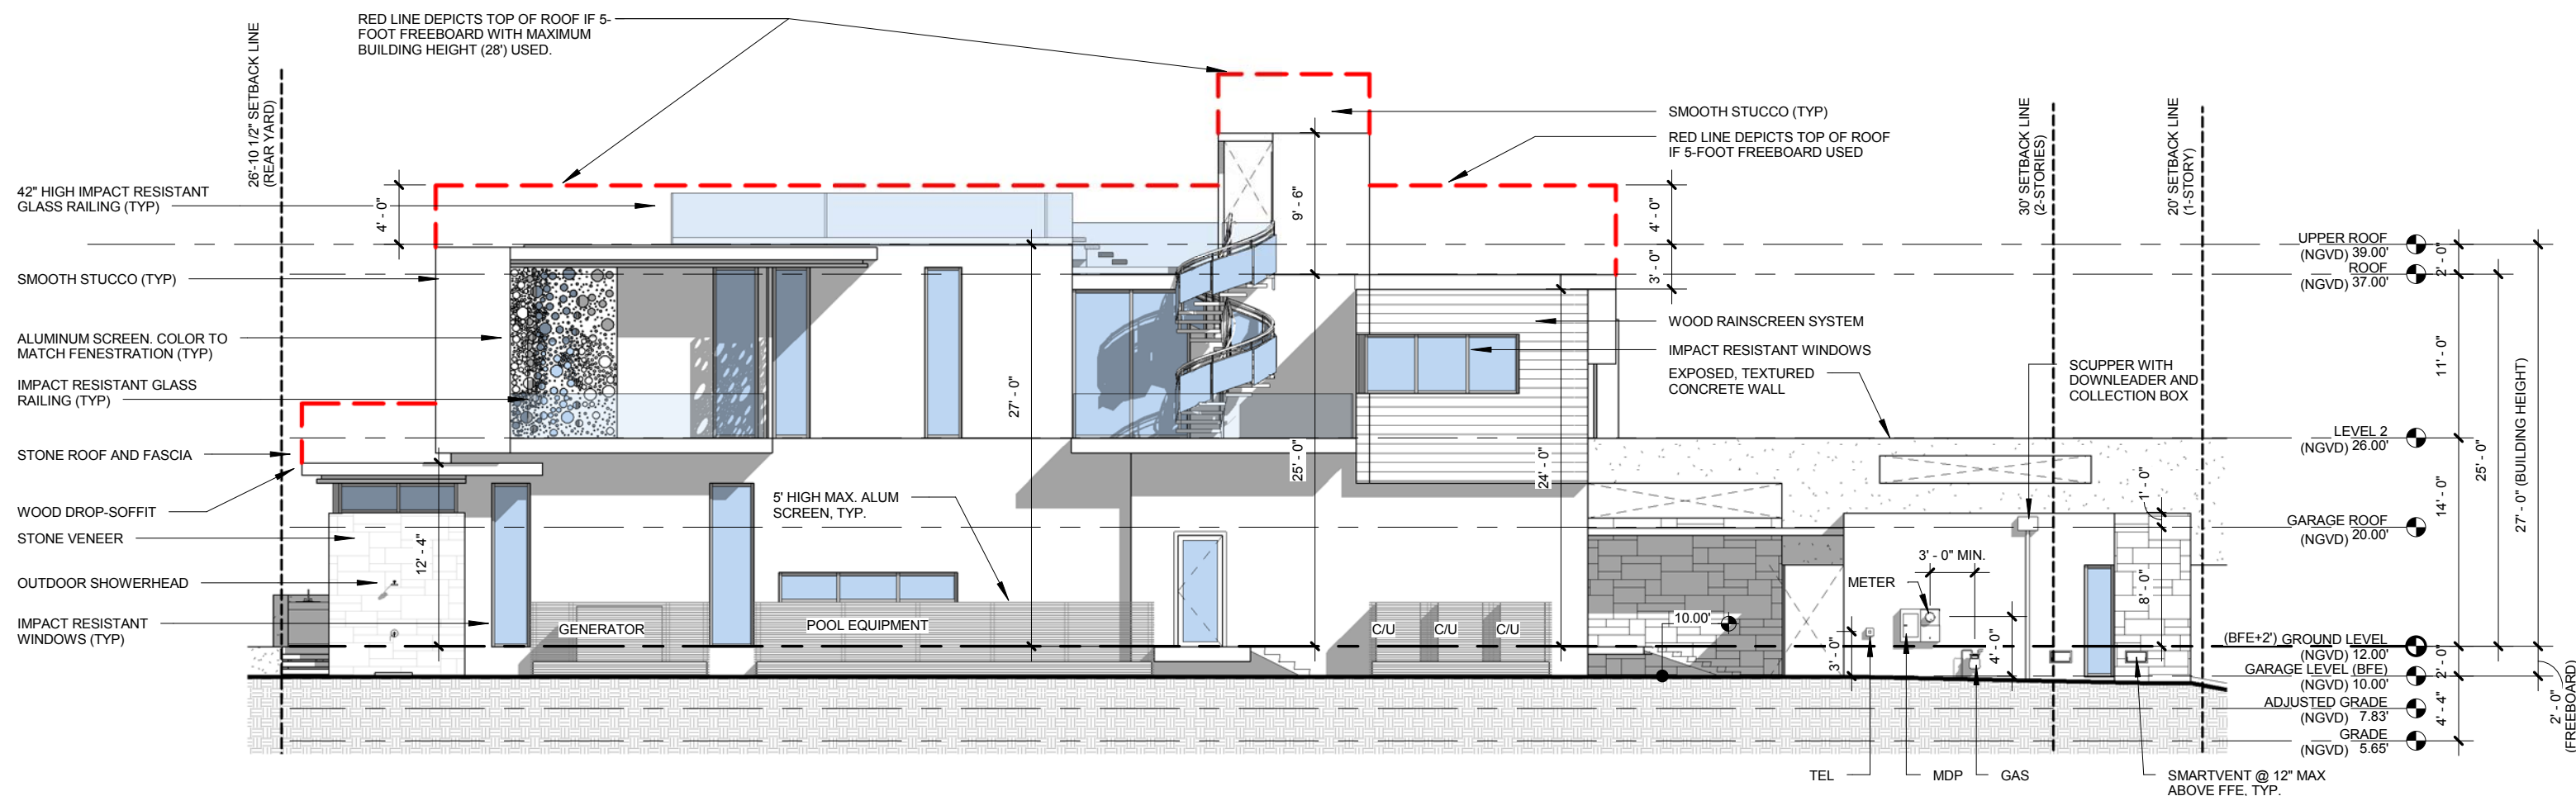 RED LINE DEPICTS TOP OF ROOF IF 5-
FOOT FREEBOARD WITH MAXIMUM
BUILDING HEIGHT (28') USED.
26'-10 1/2" SETBACK LINE
(REAR YARD)
42" HIGH IMPACT RESISTANT
GLASS RAILING (TYP)
4' - 0"
SMOOTH STUCCO (TYP)
ALUMINUM SCREEN. COLOR TO
MATCH FENESTRATION (TYP)
IMPACT RESISTANT GLASS
RAILING (TYP)
STONE ROOF AND FASCIA
WOOD DROP-SOFFIT
STONE VENEER
OUTDOOR SHOWERHEAD
IMPACT RESISTANT
WINDOWS (TYP)
12' - 4"
GENERATOR
POOL EQUIPMENT
5' HIGH MAX. ALUM
SCREEN, TYP.
27' - 0"
9' - 6"
25' - 0"
24' - 0"
C/U
C/U
C/U
SMOOTH STUCCO (TYP)
RED LINE DEPICTS TOP OF ROOF
IF 5-FOOT FREEBOARD USED
4' - 0"
3' - 0"
WOOD RAINSCREEN SYSTEM
IMPACT RESISTANT WINDOWS
EXPOSED, TEXTURED
CONCRETE WALL
SCUPPER WITH
DOWNLEADER AND
COLLECTION BOX
30' SETBACK LINE
(2-STORIES)
20' SETBACK LINE
(1-STORY)
10.00'
METER
3' - 0" MIN.
3' - 0"
4' - 0"
1' - 0"
8' - 0"
TEL
MDP
GAS
SMARTVENT @ 12" MAX
ABOVE FFE, TYP.
UPPER ROOF
(NGVD) 39.00'
ROOF
(NGVD) 37.00'
LEVEL 2
(NGVD) 26.00'
GARAGE ROOF
(NGVD) 20.00'
(BFE+2') GROUND LEVEL
(NGVD) 12.00'
GARAGE LEVEL (BFE)
(NGVD) 10.00'
ADJUSTED GRADE
(NGVD) 7.83'
GRADE
(NGVD) 5.65'
2' - 0"
11' - 0"
14' - 0"
2' - 0"
4' - 4"
25' - 0"
27' - 0" (BUILDING HEIGHT)
2' - 0"
(FREEBOARD)